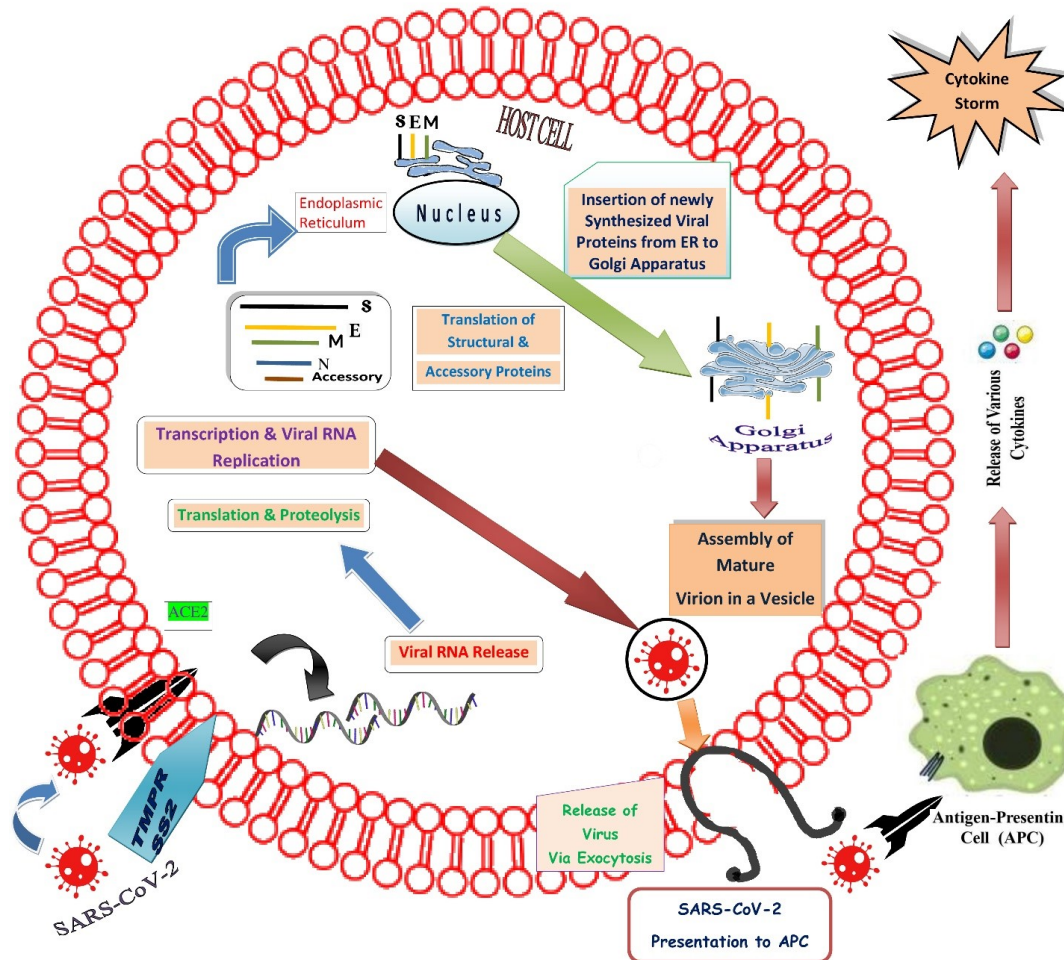 Cytokine
Storm
HOST CELL
S E M
Endoplasmic
Reticulum
Nucleus
Insertion of newly
Synthesized Viral
Proteins from ER to
Golgi Apparatus
S
E
M
N
Accessory
Translation of
Structural &
Accessory Proteins
Release of Various
Cytokines
Golgi
Apparatus
Transcription & Viral RNA
Replication
Translation & Proteolysis
Assembly of
Mature
Virion in a Vesicle
ACE2
Viral RNA Release
TMPR
SS2
SARS-CoV-2
Release of
Virus
Via Exocytosis
Antigen-Presentin
Cell (APC)
SARS-CoV-2
Presentation to APC